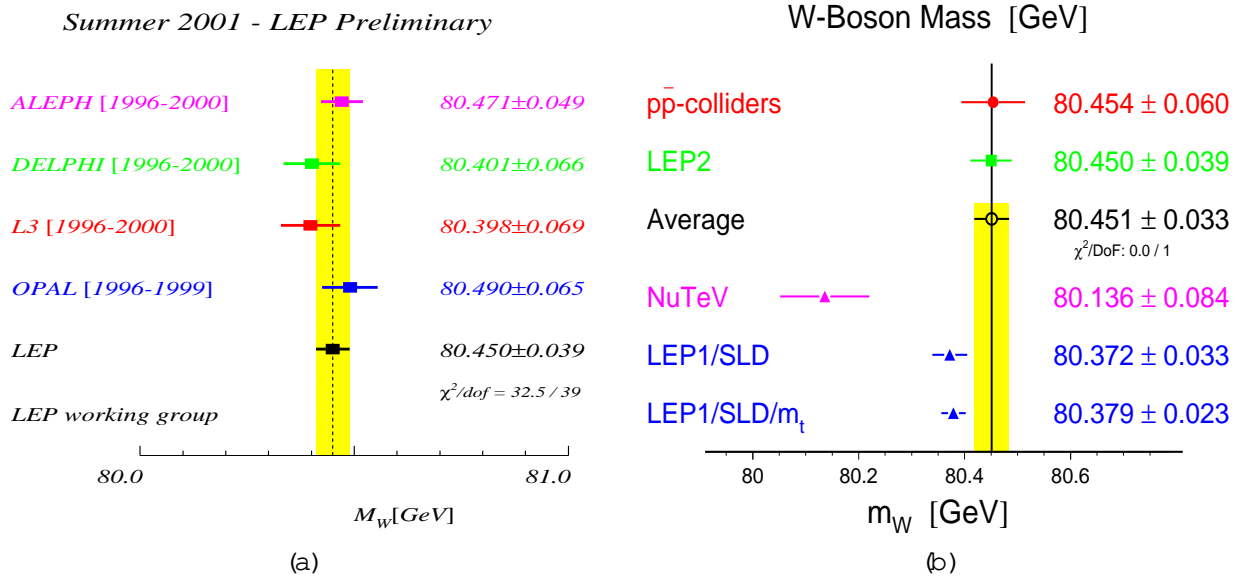 Summer 2001 - LEP Preliminary
ALEPH [1996-2000] 80.471±0.049
DELPHI [1996-2000] 80.401±0.066
L3 [1996-2000] 80.398±0.069
OPAL [1996-1999] 80.490±0.065
LEP 80.450±0.039
χ²/dof = 32.5 / 39
LEP working group
80.0 81.0
M_W[GeV]
(a)
W-Boson Mass [GeV]
pp̄-colliders 80.454 ± 0.060
LEP2 80.450 ± 0.039
Average 80.451 ± 0.033
χ²/DoF: 0.0 / 1
NuTeV 80.136 ± 0.084
LEP1/SLD 80.372 ± 0.033
LEP1/SLD/m_t 80.379 ± 0.023
80 80.2 80.4 80.6
m_W [GeV]
(b)